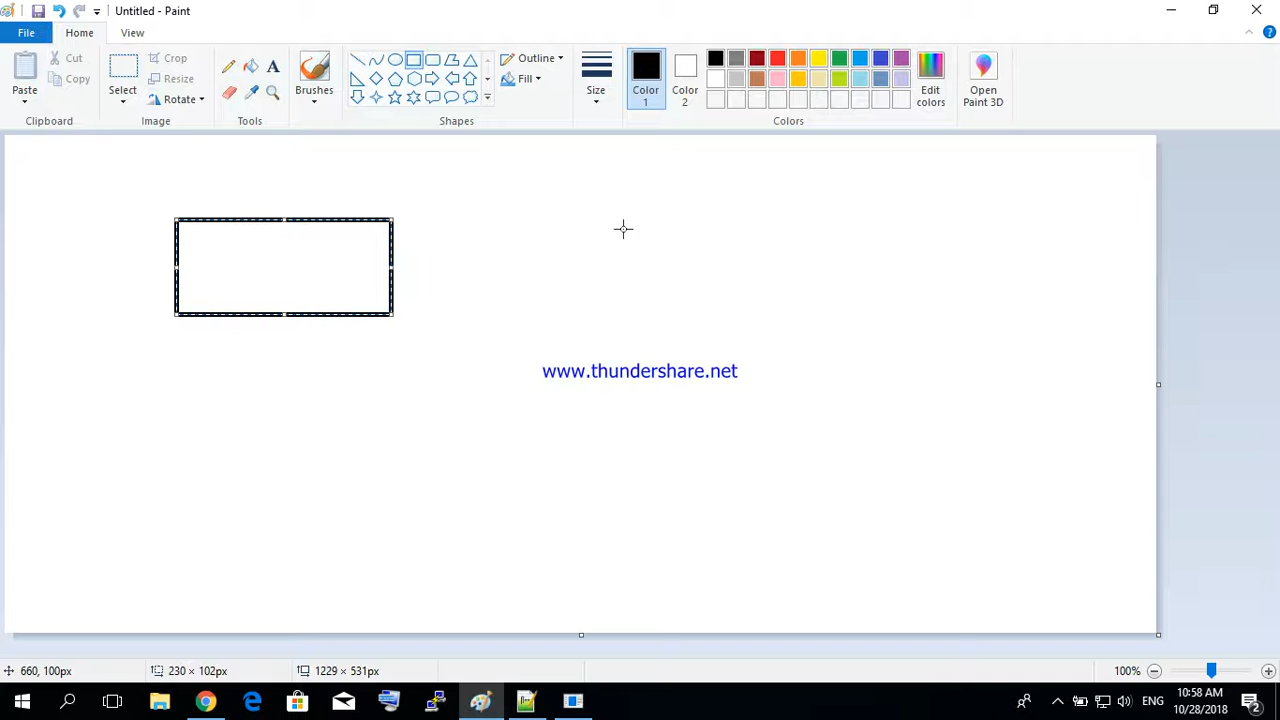 Untitled - Paint
File
Home
View
Paste
Cut
Copy
Clipboard
Select
Crop
Resize
Rotate
Image
A
Tools
Brushes
Outline
Fill
Shapes
Size
Color 1
Color 2
Edit colors
Colors
Open Paint 3D
www.thundershare.net
660, 100px
230 × 102px
1229 × 531px
100%
ENG
10:58 AM
10/28/2018
2